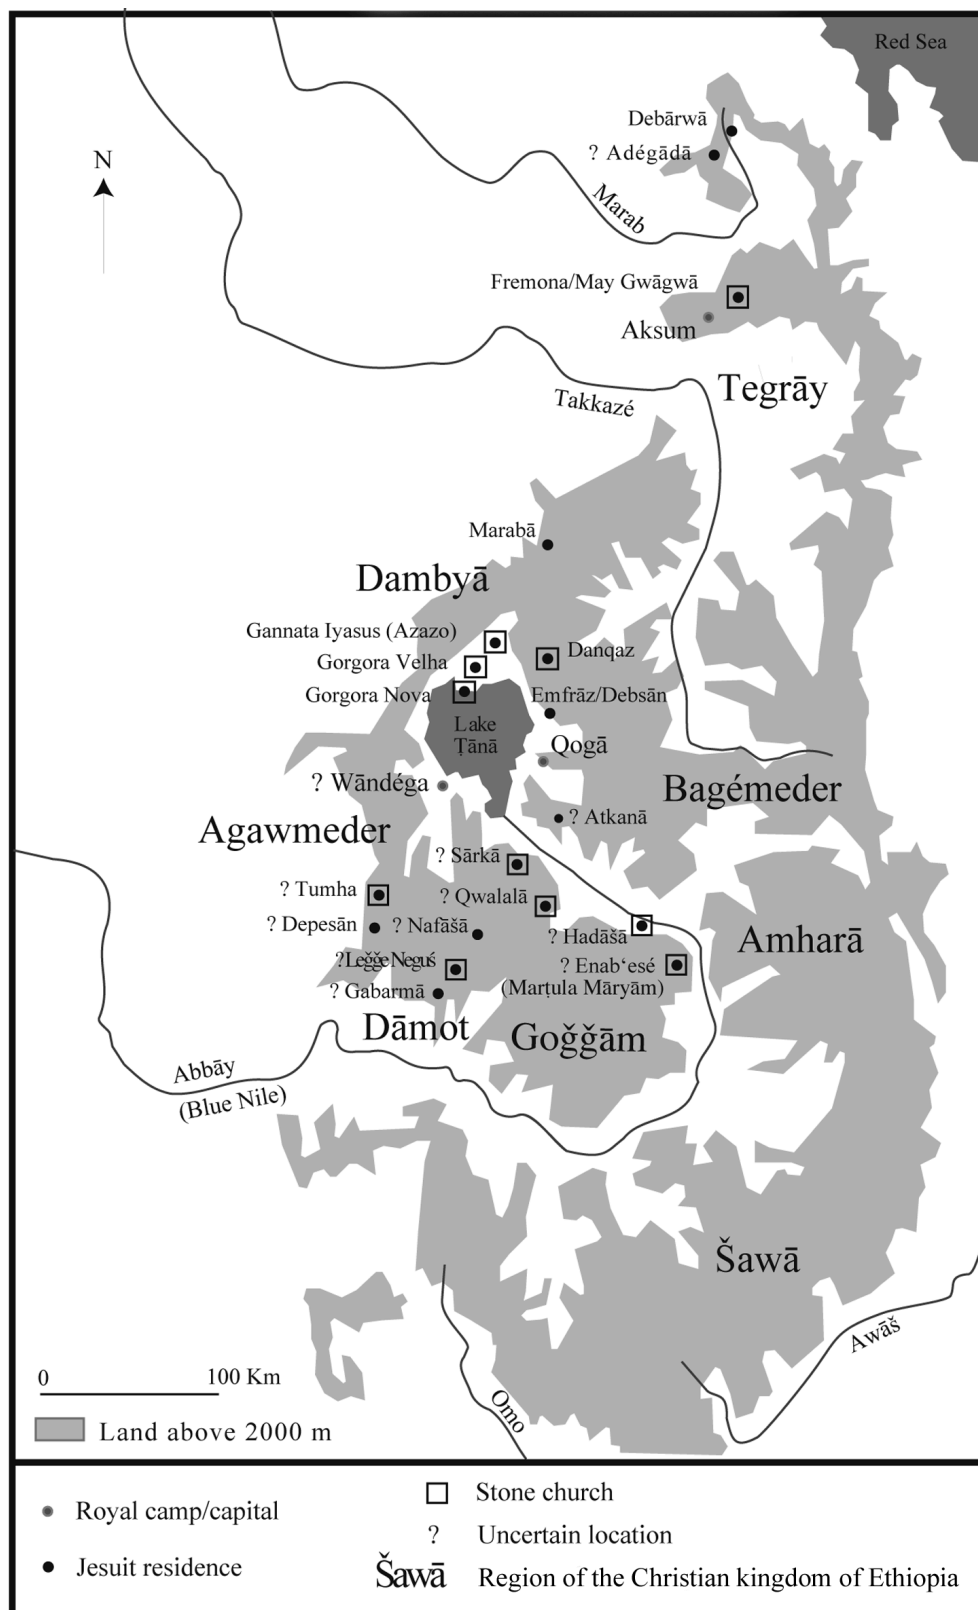 Red Sea
Debārwā
? Adégādā
N
Marab
Fremona/May Gwāgwā
Aksum
Tegrāy
Takkazé
Marabā
Dambyā
Gannata Iyasus (Azazo)
Danqaz
Gorgora Velha
Gorgora Nova
Emfrāz/Debsān
Lake
Ṭānā
Qogā
? Wāndéga
Bagémeder
? Atkanā
Agawmeder
? Sārkā
? Tumha
? Qwalalā
? Depesān
? Nafāšā
? Hadāšā
Amharā
?Leǧǧe Neguś
? Enab‘esé
(Marṭula Māryām)
? Gabarmā
Dāmot
Goǧǧām
Abbāy
(Blue Nile)
Šawā
Awāš
0 100 Km
Omo
Land above 2000 m
Royal camp/capital
Jesuit residence
Stone church
? Uncertain location
Šawā Region of the Christian kingdom of Ethiopia